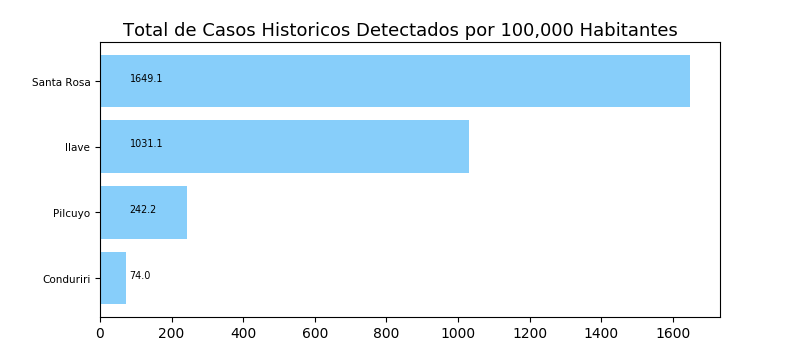 Total de Casos Historicos Detectados por 100,000 Habitantes
Santa Rosa 1649.1
Ilave 1031.1
Pilcuyo 242.2
Conduriri 74.0
0 200 400 600 800 1000 1200 1400 1600